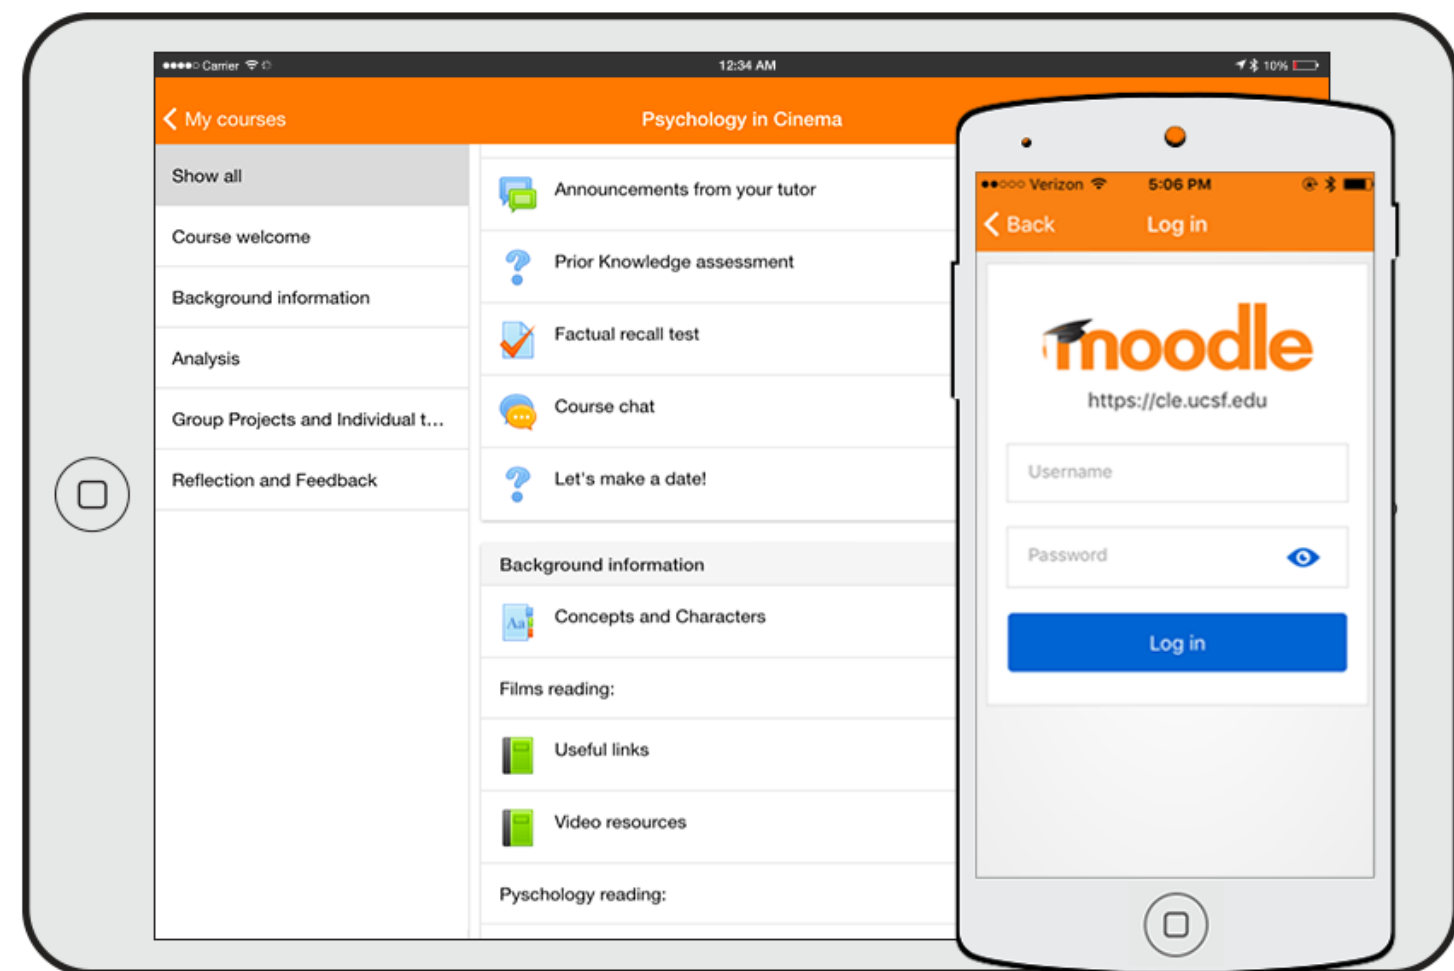 Carrier
12:34 AM
10%
My courses
Psychology in Cinema
Show all
Course welcome
Background information
Analysis
Group Projects and Individual t...
Reflection and Feedback
Announcements from your tutor
Prior Knowledge assessment
Factual recall test
Course chat
Let's make a date!
Background information
Aa
Concepts and Characters
Films reading:
Useful links
Video resources
Pyschology reading:
Verizon
5:06 PM
Back
Log in
moodle
https://cle.ucsf.edu
Username
Password
Log in